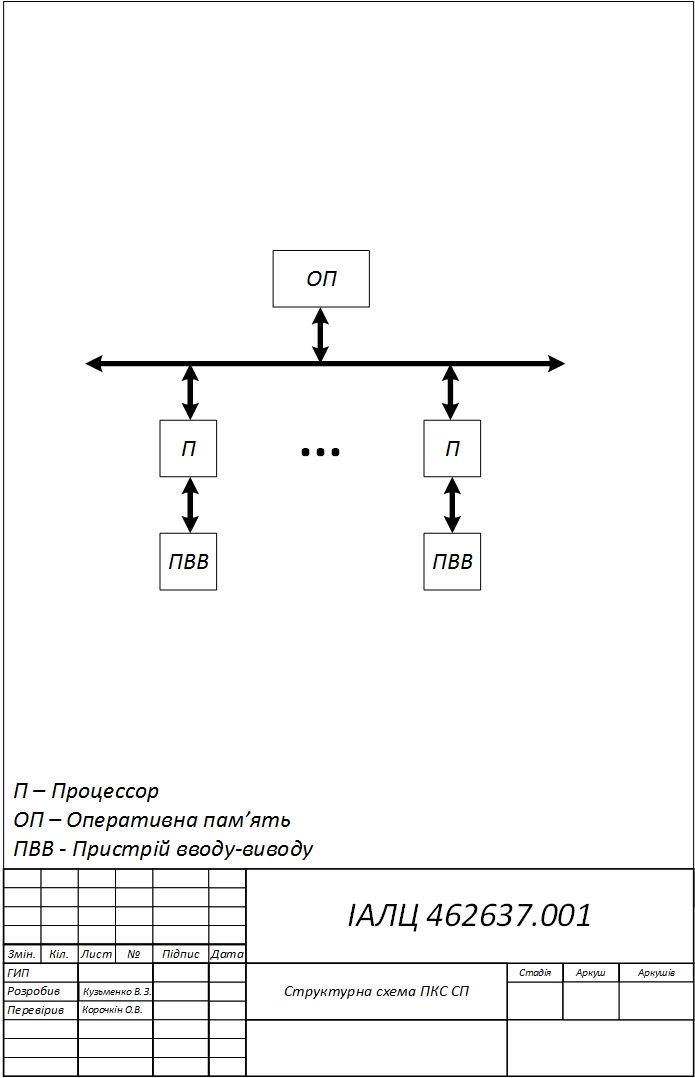 ОП
П
...
П
ПВВ
ПВВ
П – Процессор
ОП – Оперативна пам’ять
ПВВ - Пристрій вводу-виводу
ІАЛЦ 462637.001
Змін. Кіл. Лист № Підпис Дата
ГИП
Розробив Кузьменко В. З.
Перевірив Корочкін О.В.
Структурна схема ПКС СП
Стадія Аркуш Аркушів